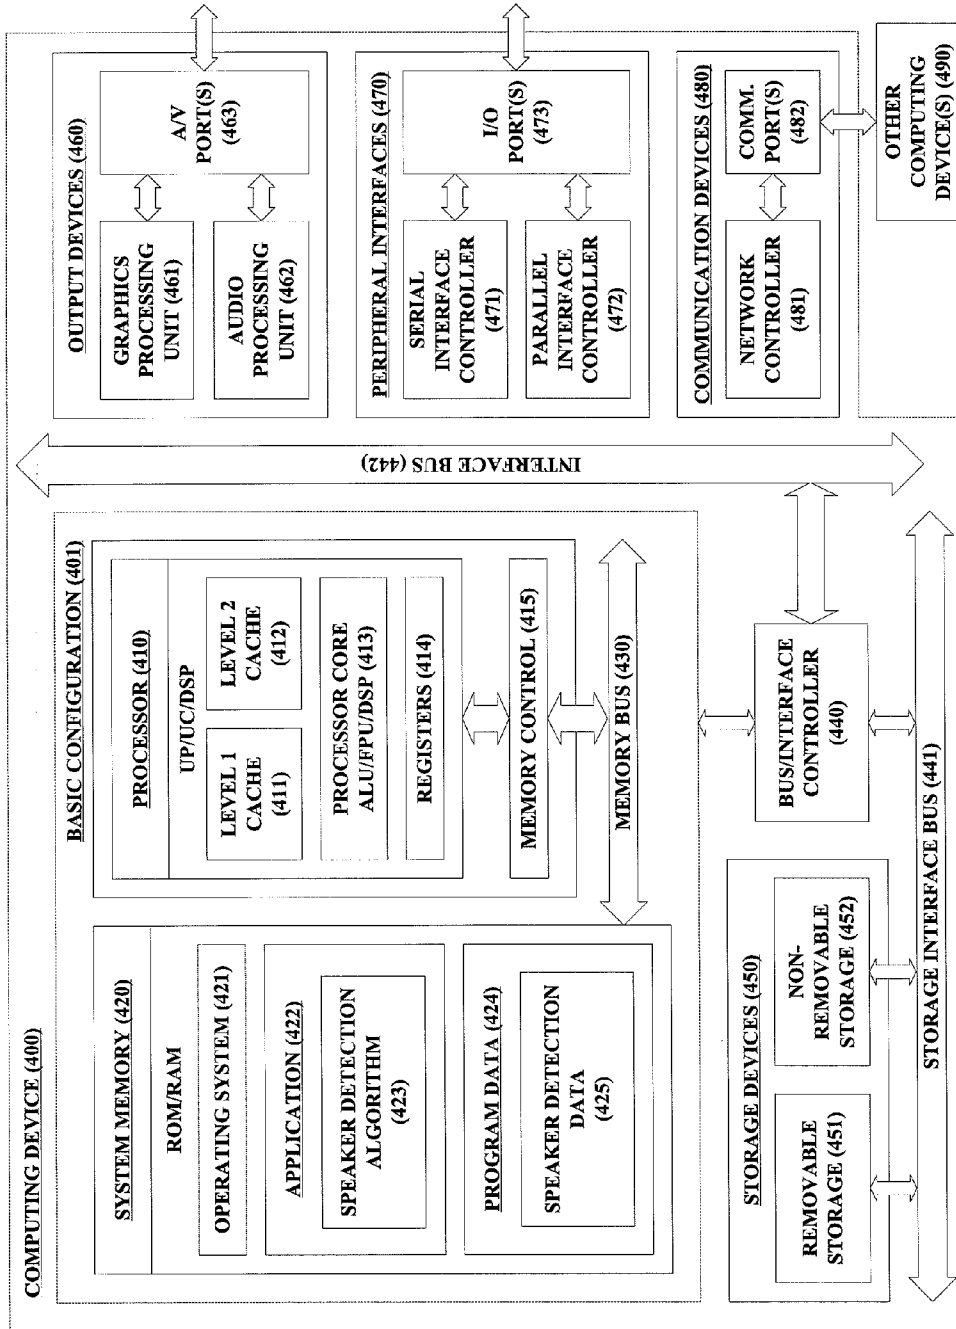 COMPUTING DEVICE (400)
BASIC CONFIGURATION (401)
SYSTEM MEMORY (420)
ROM/RAM
OPERATING SYSTEM (421)
APPLICATION (422)
SPEAKER DETECTION
ALGORITHM
(423)
PROGRAM DATA (424)
SPEAKER DETECTION
DATA
(425)
PROCESSOR (410)
UP/UC/DSP
LEVEL 1
CACHE
(411)
LEVEL 2
CACHE
(412)
PROCESSOR CORE
ALU/FPU/DSP (413)
REGISTERS (414)
MEMORY CONTROL (415)
MEMORY BUS (430)
BUS/INTERFACE
CONTROLLER
(440)
STORAGE DEVICES (450)
REMOVABLE
STORAGE (451)
NON-
REMOVABLE
STORAGE (452)
STORAGE INTERFACE BUS (441)
INTERFACE BUS (442)
OUTPUT DEVICES (460)
GRAPHICS
PROCESSING
UNIT (461)
AUDIO
PROCESSING
UNIT (462)
A/V
PORT(S)
(463)
PERIPHERAL INTERFACES (470)
SERIAL
INTERFACE
CONTROLLER
(471)
PARALLEL
INTERFACE
CONTROLLER
(472)
I/O
PORT(S)
(473)
COMMUNICATION DEVICES (480)
NETWORK
CONTROLLER
(481)
COMM.
PORT(S)
(482)
OTHER
COMPUTING
DEVICE(S) (490)